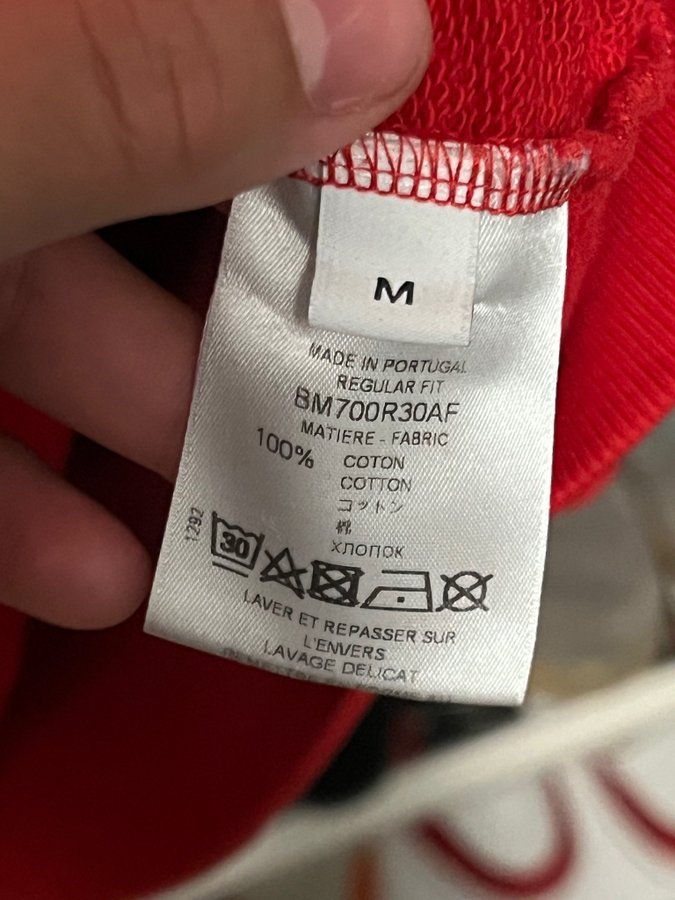 M
MADE IN PORTUGAL
REGULAR FIT
BM700R30AF
MATIERE - FABRIC
100% COTON
COTTON
コットン
棉
хлопок
1292
30
LAVER ET REPASSER SUR
L'ENVERS
LAVAGE DELICAT
REMETTRE